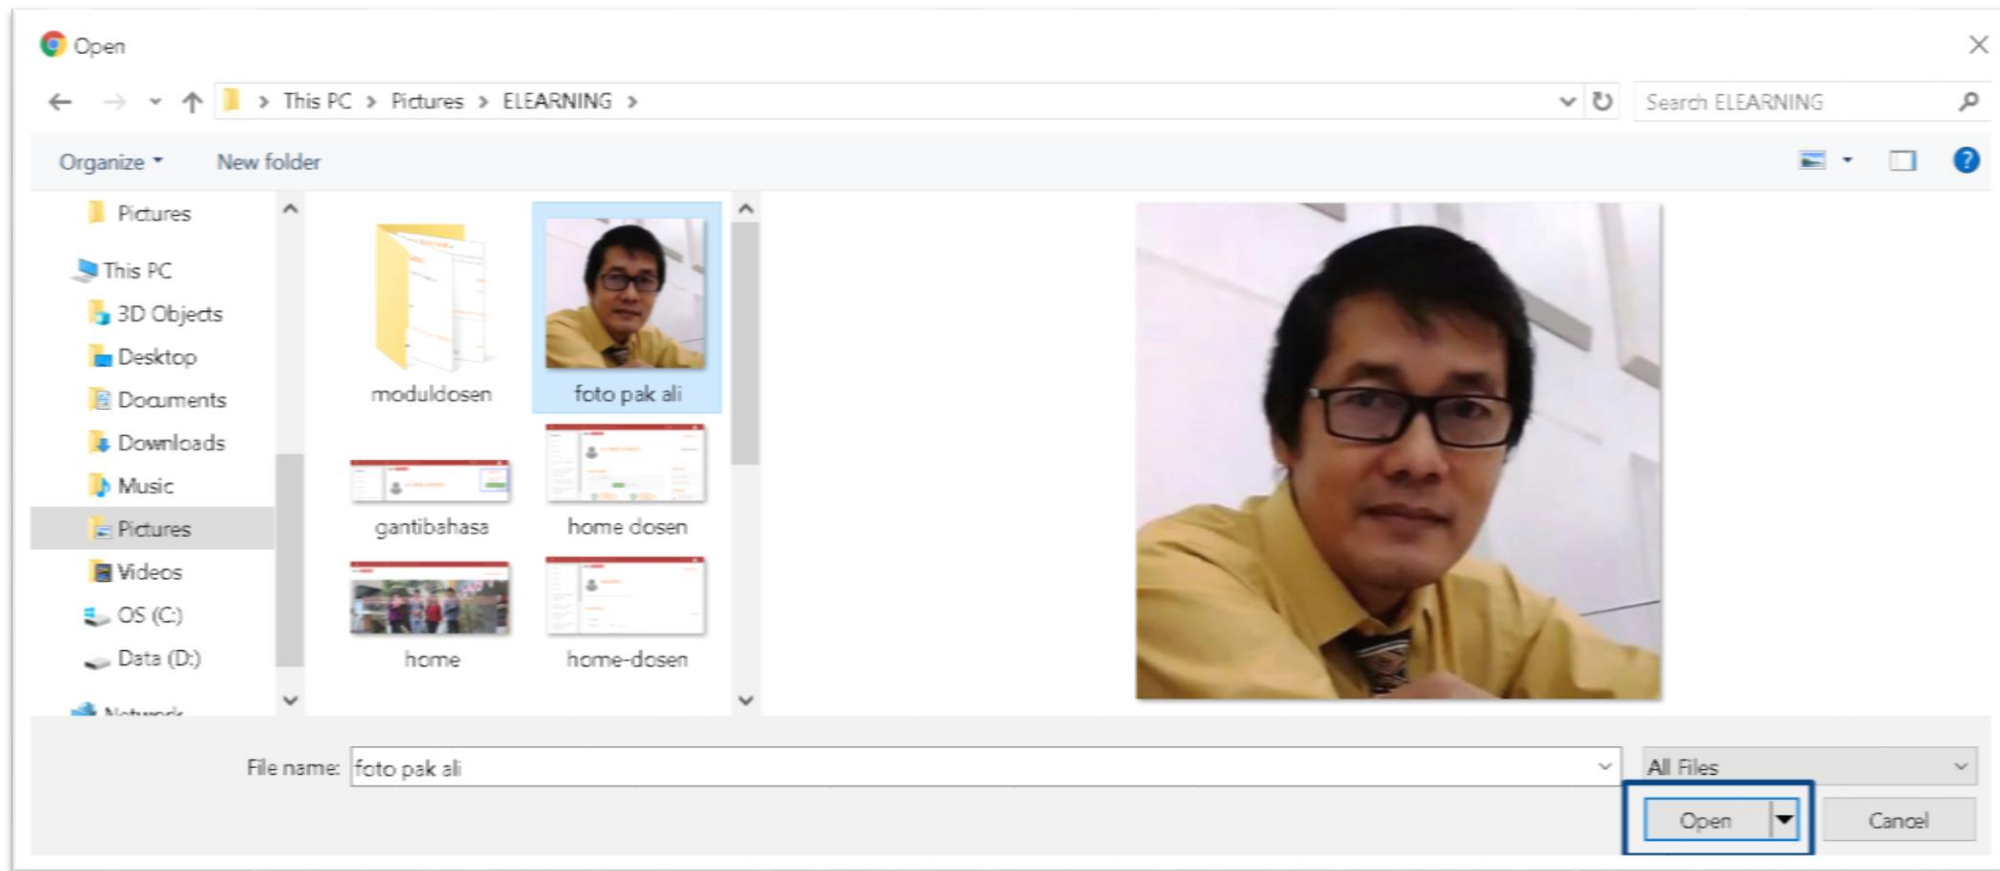 Open
This PC > Pictures > ELEARNING >
Search ELEARNING
Organize
New folder
Pictures
This PC
3D Objects
Desktop
Documents
Downloads
Music
Pictures
Videos
OS (C:)
Data (D:)
Network
moduldosen
foto pak ali
gantibahasa
home dosen
home
home-dosen
File name: foto pak ali
All Files
Open
Cancel